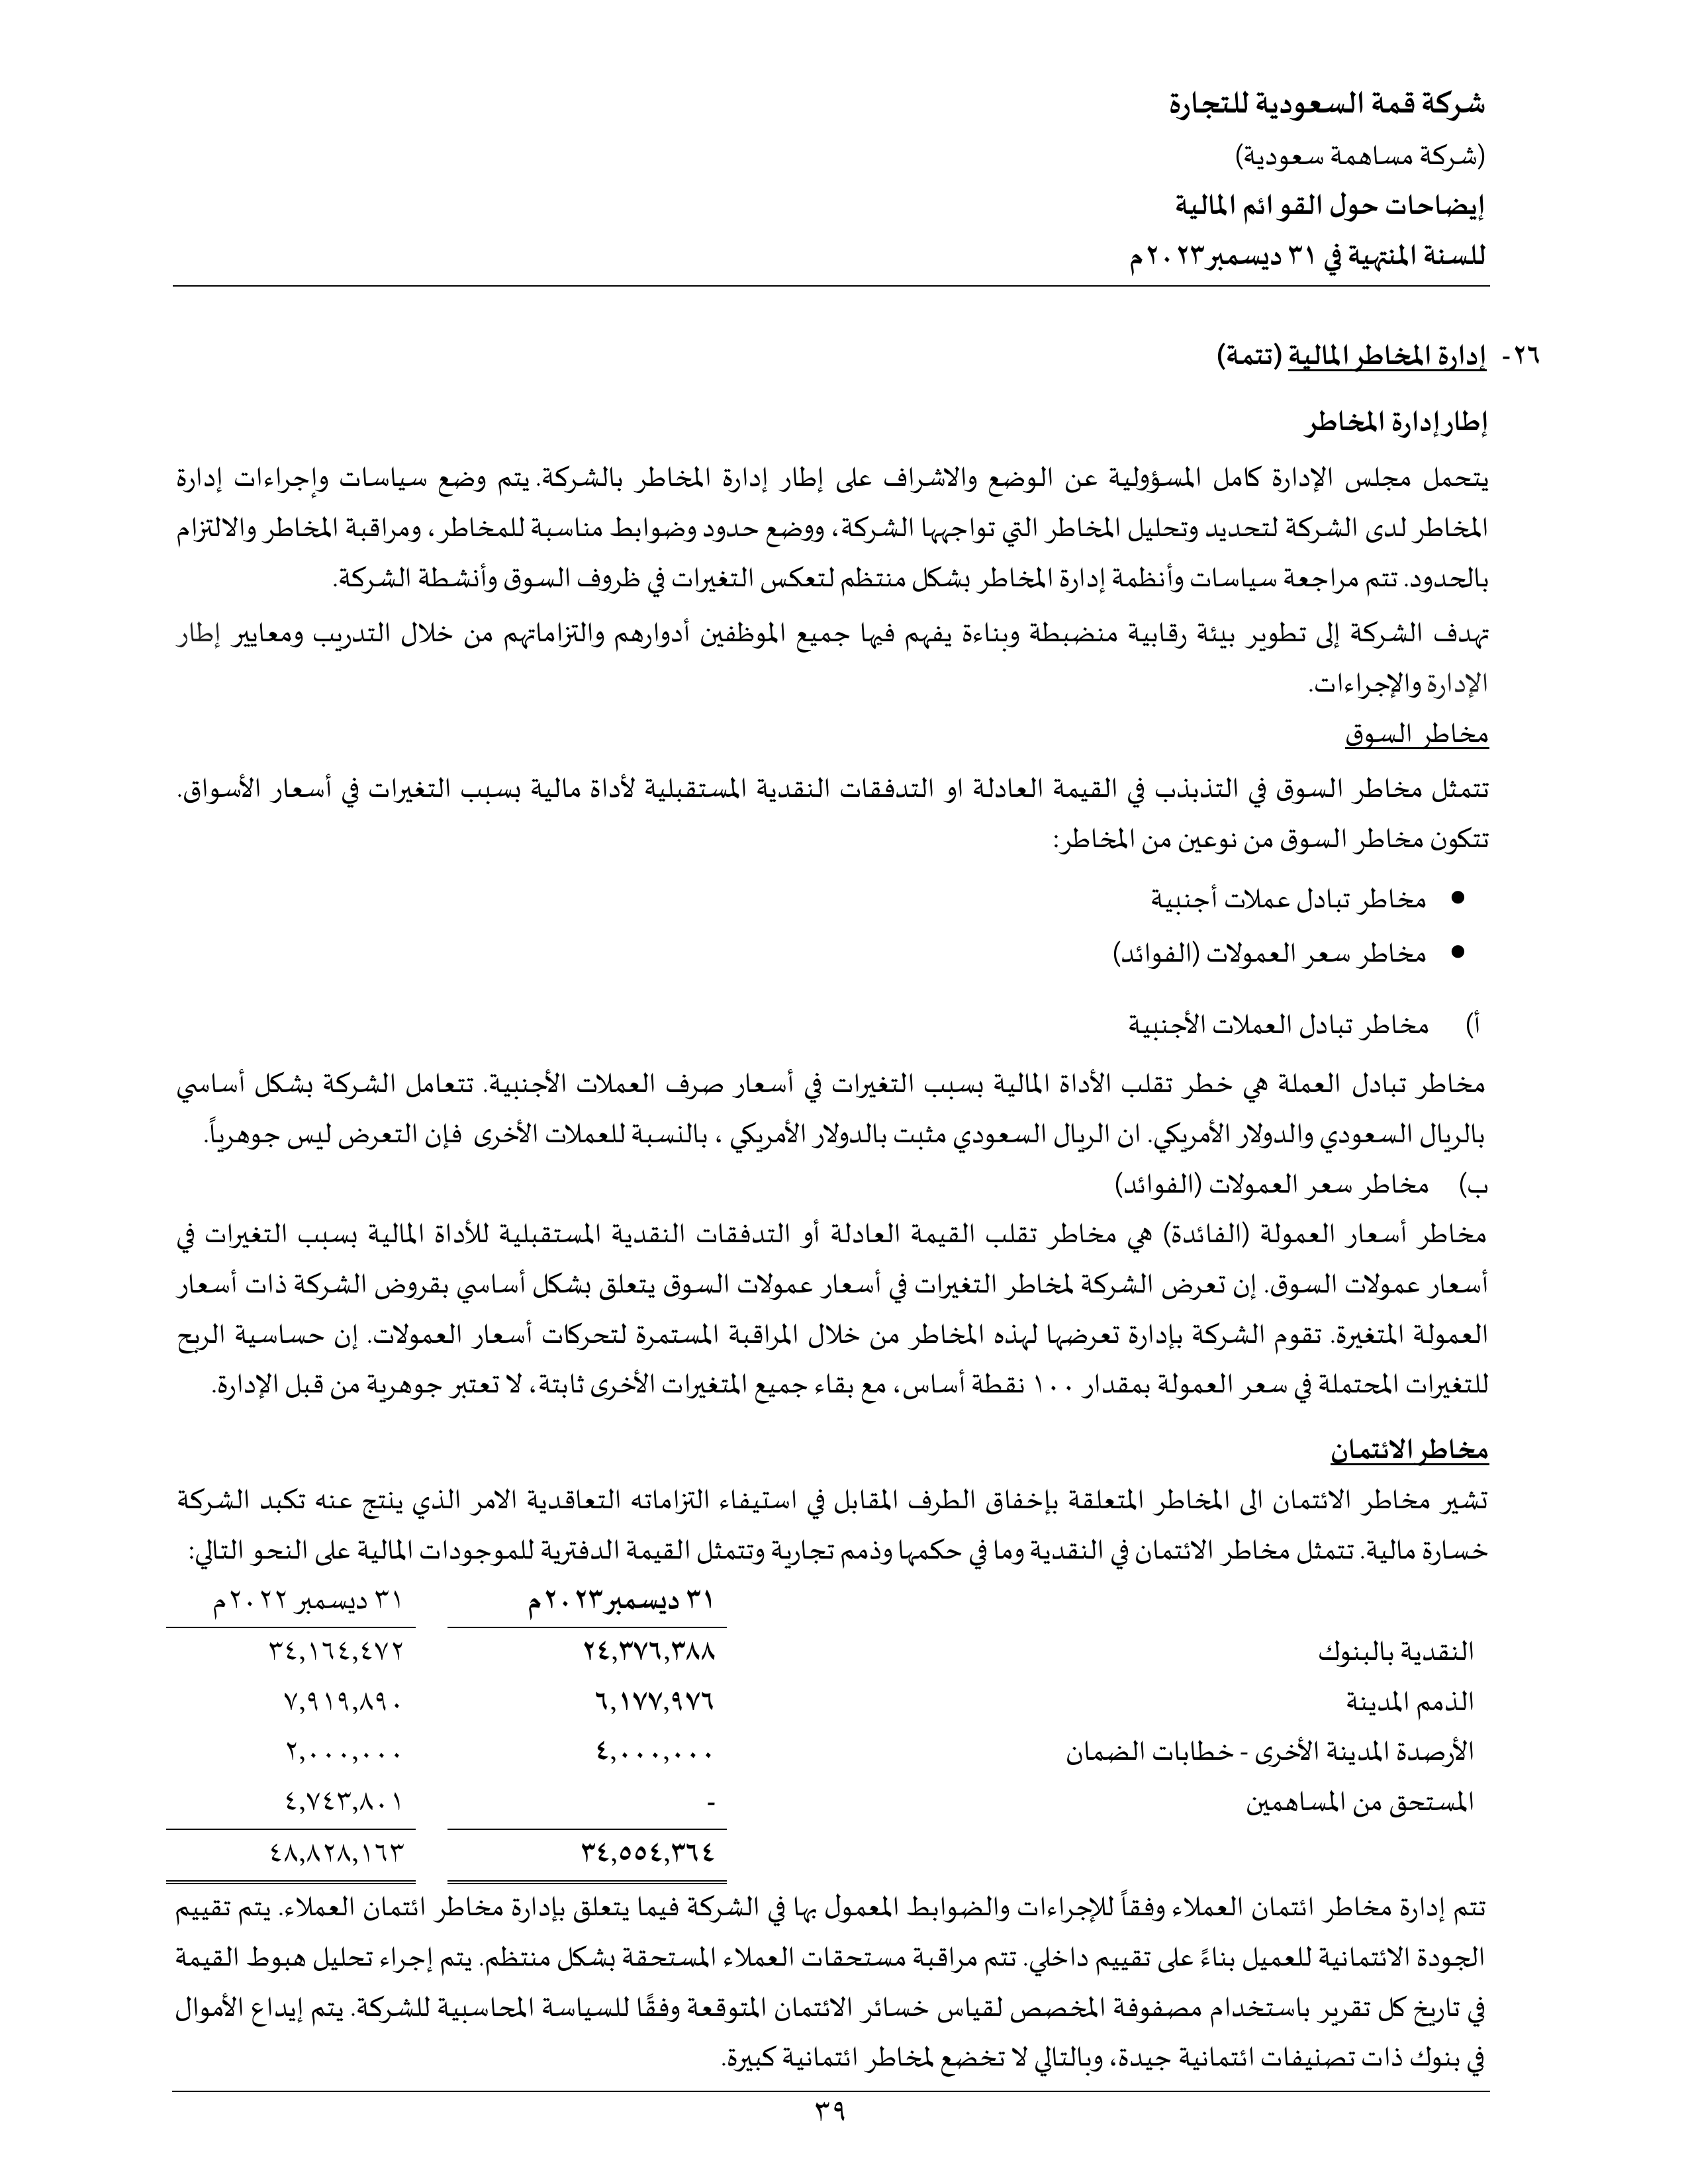 شركة قمة السعودية للتجارة
(شركة مساهمة سعودية)
إيضاحات حول القوائم المالية
للسنة المنتهية في ٣١ ديسمبر٢٠٢٣م
٢٦- إدارة المخاطر المالية (تتمة)
إطار إدارة المخاطر
يتحمل مجلس الإدارة كامل المسؤولية عن الوضع والاشراف على إطار إدارة المخاطر بالشركة. يتم وضع سياسات وإجراءات إدارة
المخاطر لدى الشركة لتحديد وتحليل المخاطر التي تواجهها الشركة، ووضع حدود وضوابط مناسبة للمخاطر، ومراقبة المخاطر والالتزام
بالحدود. تتم مراجعة سياسات وأنظمة إدارة المخاطر بشكل منتظم لتعكس التغيرات في ظروف السوق وأنشطة الشركة.
تهدف الشركة إلى تطوير بيئة رقابية منضبطة وبناءة يفهم فيها جميع الموظفين أدوارهم والتزاماتهم من خلال التدريب ومعايير إطار
الإدارة والإجراءات.
مخاطر السوق
تتمثل مخاطر السوق في التذبذب في القيمة العادلة او التدفقات النقدية المستقبلية لأداة مالية بسبب التغيرات في أسعار الأسواق.
تتكون مخاطر السوق من نوعين من المخاطر:
• مخاطر تبادل عملات أجنبية
• مخاطر سعر العمولات (الفوائد)
أ) مخاطر تبادل العملات الأجنبية
مخاطر تبادل العملة هي خطر تقلب الأداة المالية بسبب التغيرات في أسعار صرف العملات الأجنبية. تتعامل الشركة بشكل أساسي
بالريال السعودي والدولار الأمريكي. ان الريال السعودي مثبت بالدولار الأمريكي ، بالنسبة للعملات الأخرى فإن التعرض ليس جوهرياً.
ب) مخاطر سعر العمولات (الفوائد)
مخاطر أسعار العمولة (الفائدة) هي مخاطر تقلب القيمة العادلة أو التدفقات النقدية المستقبلية للأداة المالية بسبب التغيرات في
أسعار عمولات السوق. إن تعرض الشركة لمخاطر التغيرات في أسعار عمولات السوق يتعلق بشكل أساسي بقروض الشركة ذات أسعار
العمولة المتغيرة. تقوم الشركة بإدارة تعرضها لهذه المخاطر من خلال المراقبة المستمرة لتحركات أسعار العمولات. إن حساسية الربح
للتغيرات المحتملة في سعر العمولة بمقدار ١٠٠ نقطة أساس، مع بقاء جميع المتغيرات الأخرى ثابتة، لا تعتبر جوهرية من قبل الإدارة.
مخاطر الائتمان
تشير مخاطر الائتمان الى المخاطر المتعلقة بإخفاق الطرف المقابل في استيفاء التزاماته التعاقدية الامر الذي ينتج عنه تكبد الشركة
خسارة مالية. تتمثل مخاطر الائتمان في النقدية وما في حكمها وذمم تجارية وتتمثل القيمة الدفترية للموجودات المالية على النحو التالي:
٣١ ديسمبر٢٠٢٣م ٣١ ديسمبر ٢٠٢٢م
النقدية بالبنوك ٢٤,٣٧٦,٣٨٨ ٣٤,١٦٤,٤٧٢
الذمم المدينة ٦,١٧٧,٩٧٦ ٧,٩١٩,٨٩٠
الأرصدة المدينة الأخرى - خطابات الضمان ٤,٠٠٠,٠٠٠ ٢,٠٠٠,٠٠٠
المستحق من المساهمين - ٤,٧٤٣,٨٠١
٣٤,٥٥٤,٣٦٤ ٤٨,٨٢٨,١٦٣
تتم إدارة مخاطر ائتمان العملاء وفقاً للإجراءات والضوابط المعمول بها في الشركة فيما يتعلق بإدارة مخاطر ائتمان العملاء. يتم تقييم
الجودة الائتمانية للعميل بناءً على تقييم داخلي. تتم مراقبة مستحقات العملاء المستحقة بشكل منتظم. يتم إجراء تحليل هبوط القيمة
في تاريخ كل تقرير باستخدام مصفوفة المخصص لقياس خسائر الائتمان المتوقعة وفقًا للسياسة المحاسبية للشركة. يتم إيداع الأموال
في بنوك ذات تصنيفات ائتمانية جيدة، وبالتالي لا تخضع لمخاطر ائتمانية كبيرة.
٣٩